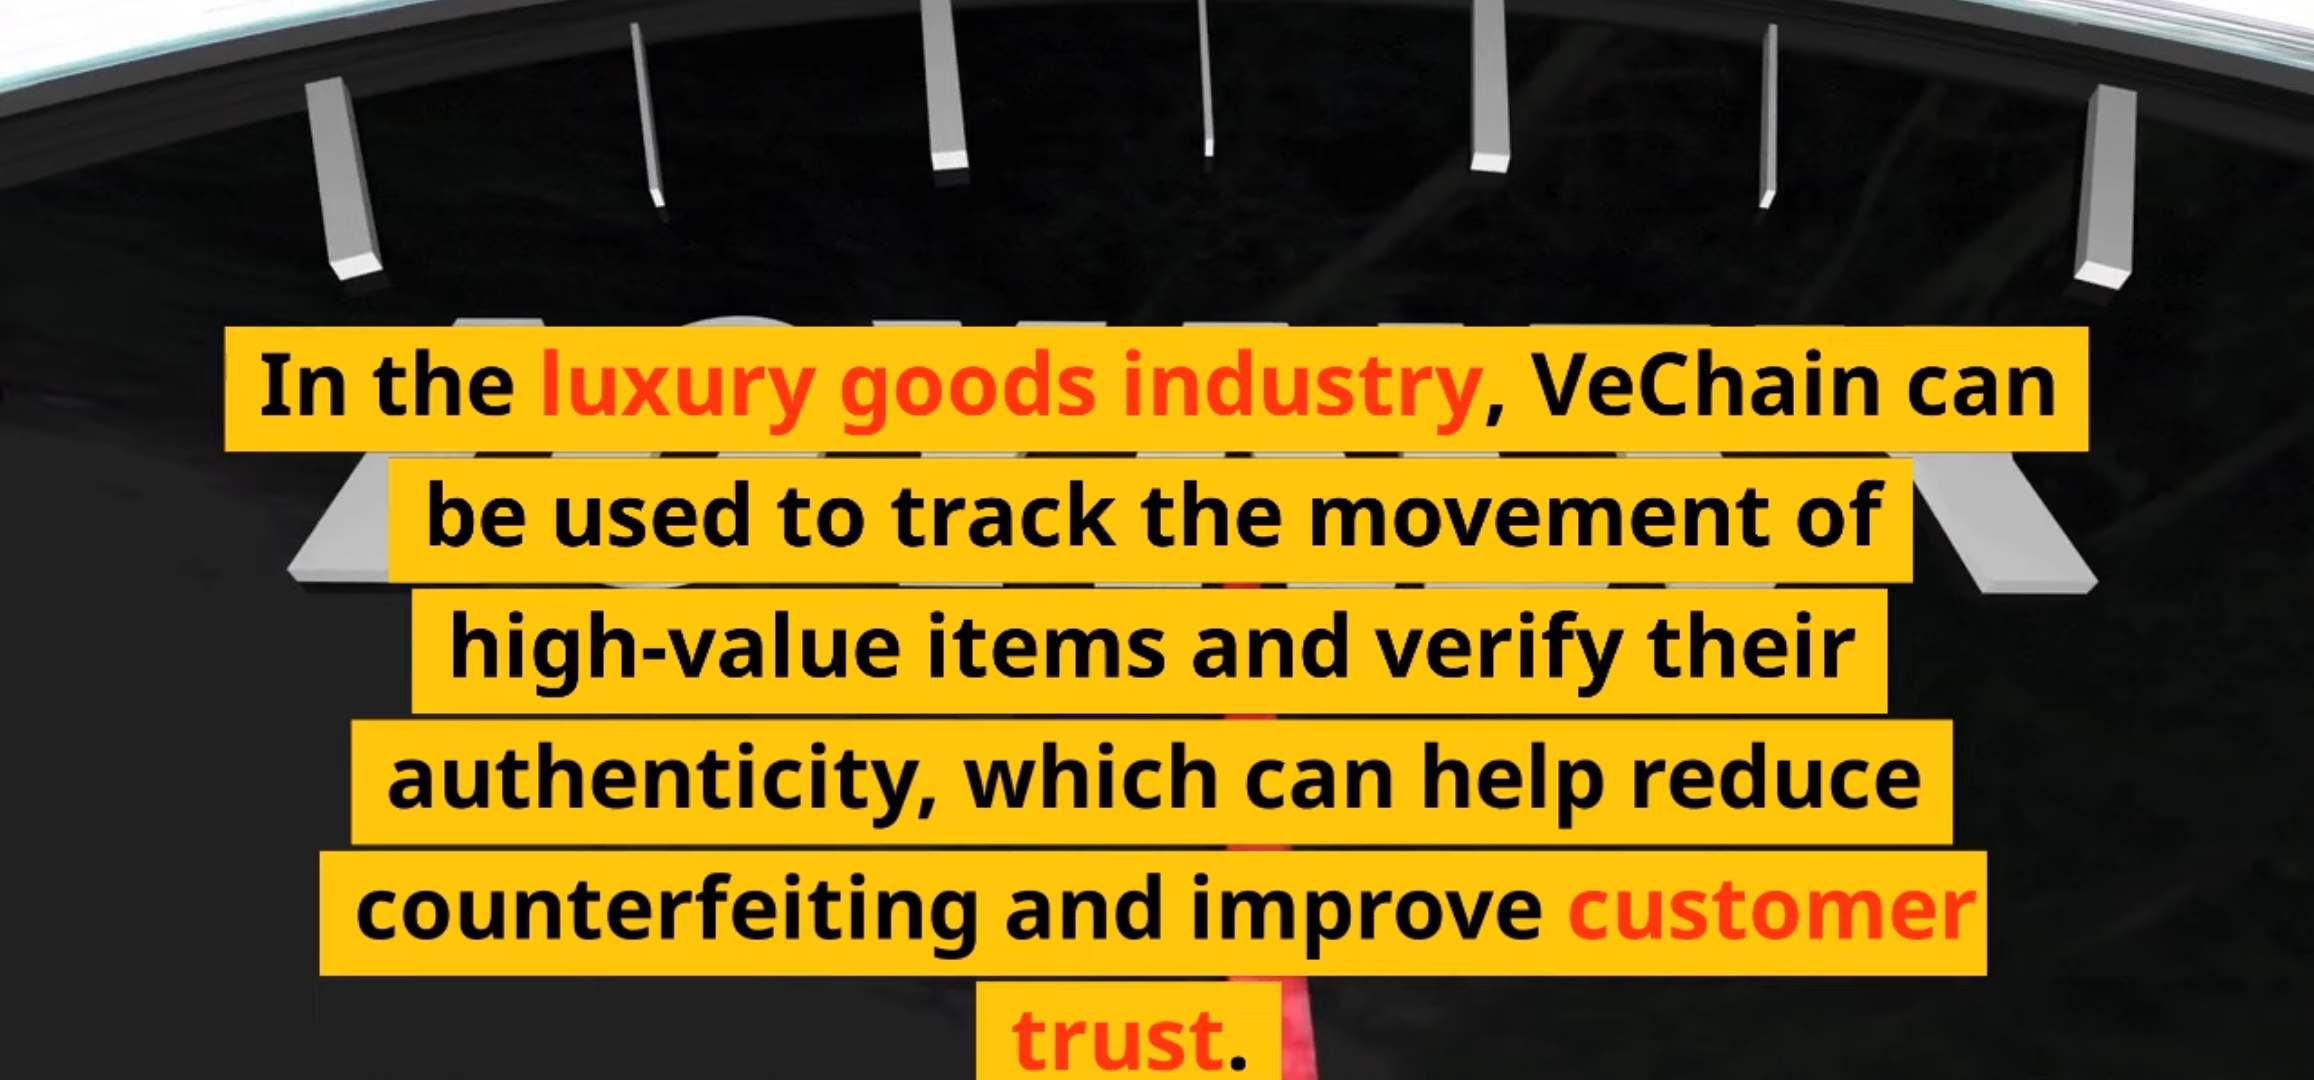 In the luxury goods industry, VeChain can
be used to track the movement of
high-value items and verify their
authenticity, which can help reduce
counterfeiting and improve customer
trust.